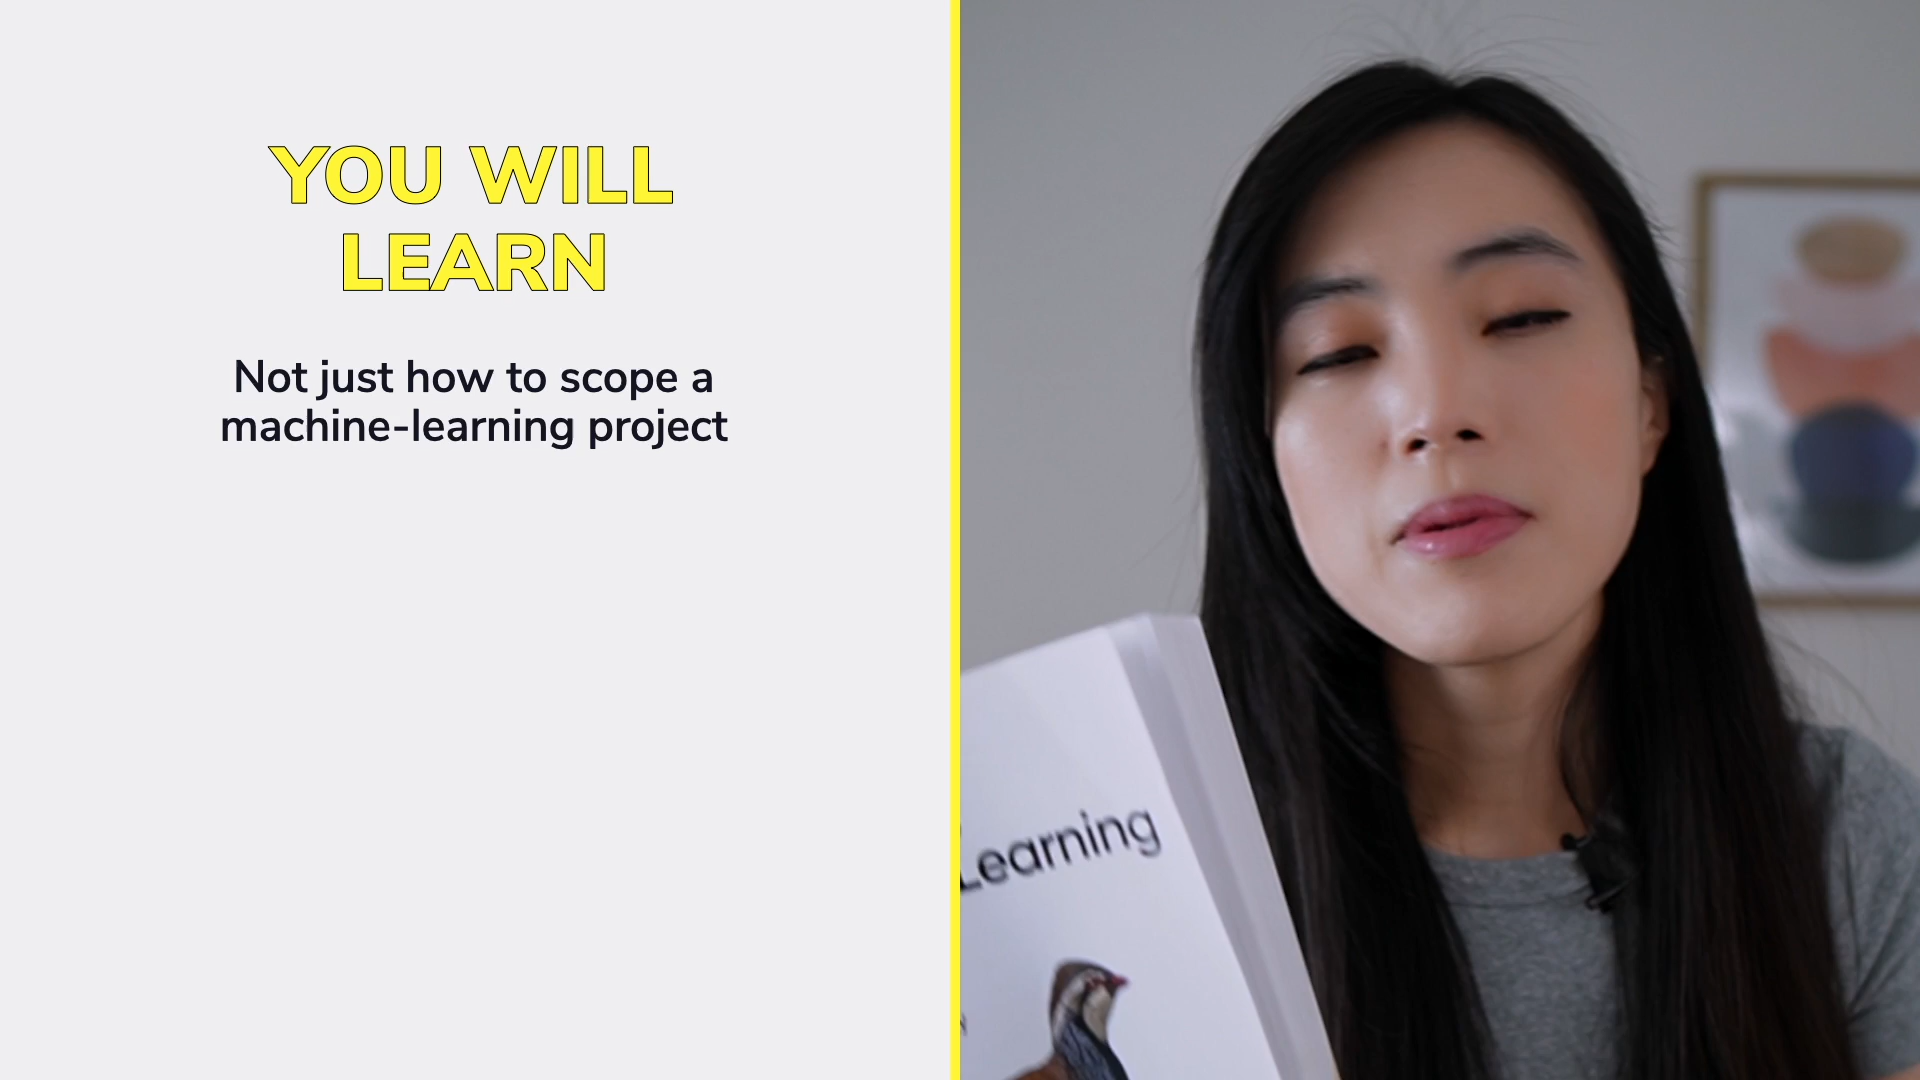 YOU WILL
LEARN
Not just how to scope a
machine-learning project
Learning